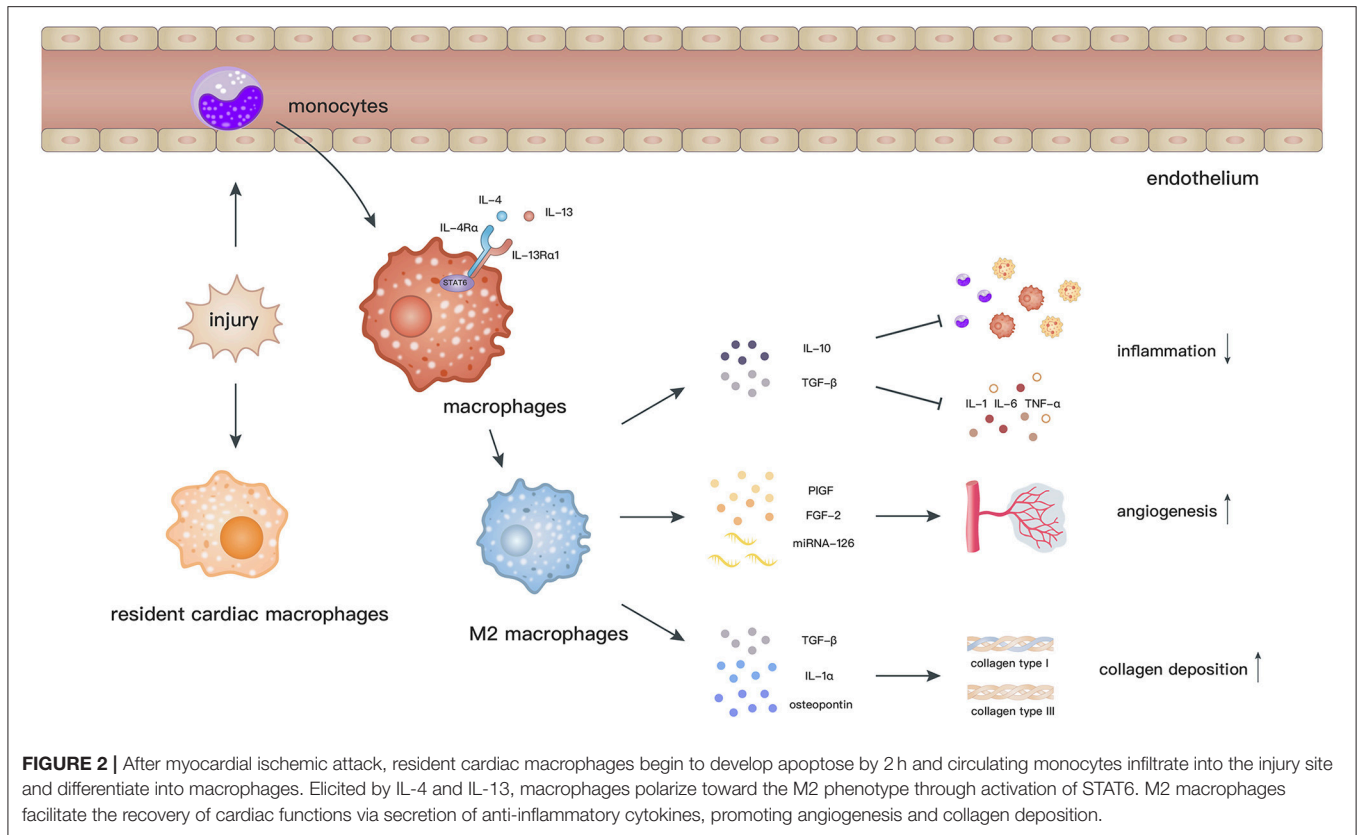 monocytes
endothelium
IL-4
IL-13
IL-4Rα
IL-13Rα1
STAT6
injury
macrophages
resident cardiac macrophages
M2 macrophages
IL-10
TGF-β
IL-1 IL-6 TNF-α
inflammation ↓
PIGF
FGF-2
miRNA-126
angiogenesis ↑
TGF-β
IL-1α
osteopontin
collagen type I
collagen type III
collagen deposition ↑
FIGURE 2 | After myocardial ischemic attack, resident cardiac macrophages begin to develop apoptose by 2 h and circulating monocytes infiltrate into the injury site
and differentiate into macrophages. Elicited by IL-4 and IL-13, macrophages polarize toward the M2 phenotype through activation of STAT6. M2 macrophages
facilitate the recovery of cardiac functions via secretion of anti-inflammatory cytokines, promoting angiogenesis and collagen deposition.